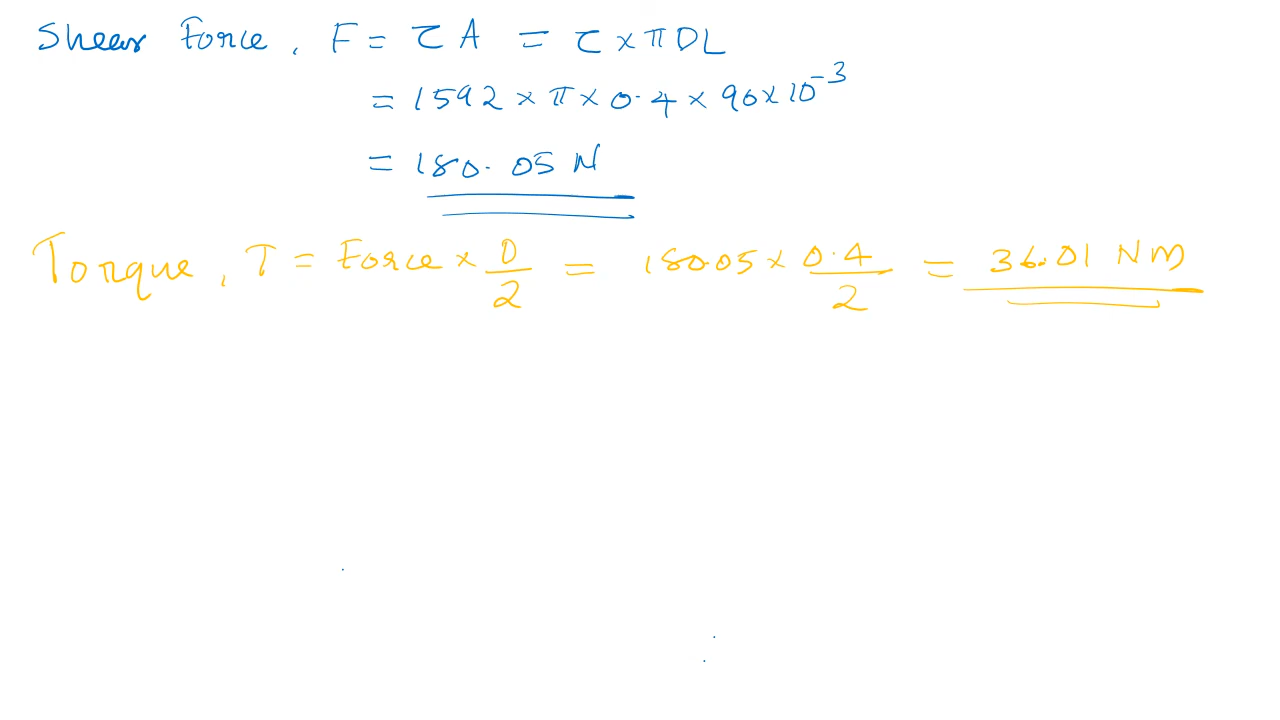 Shear Force, F = τ A = τ × π D L
= 1592 × π × 0.4 × 90 × 10⁻³
= 180.05 N
Torque, T = Force × D/2 = 180.05 × 0.4/2 = 36.01 NM